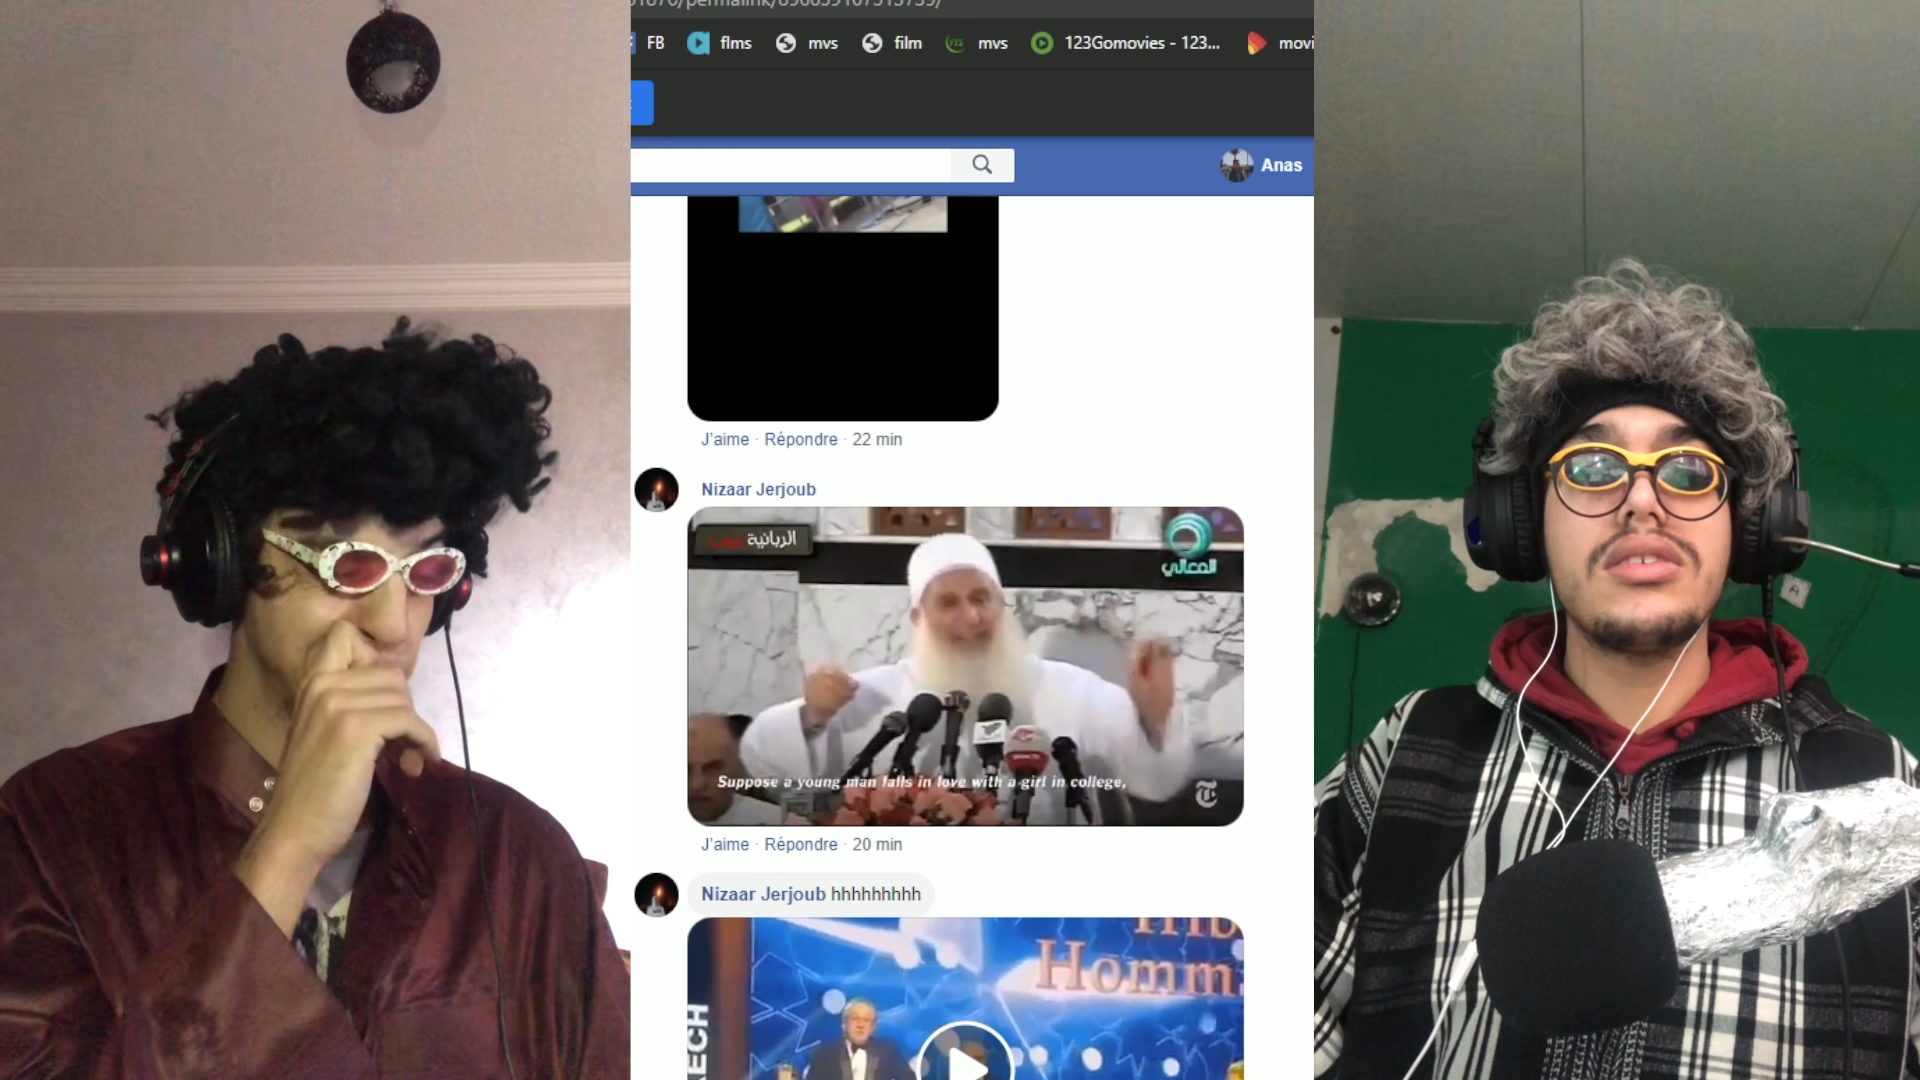 FB flms mvs film mvs 123Gomovies - 123... movi
Anas
J'aime · Répondre · 22 min
Nizaar Jerjoub
الربانية
المعالي
Suppose a young man falls in love with a girl in college,
J'aime · Répondre · 20 min
Nizaar Jerjoub hhhhhhhhh
Homm
ECH
A